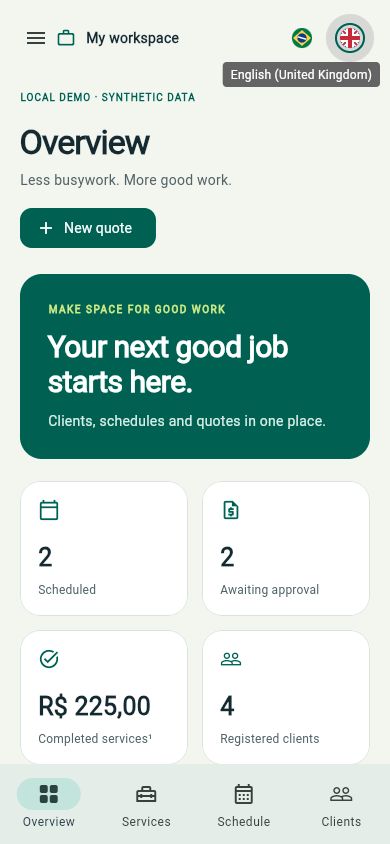 My workspace
English (United Kingdom)
LOCAL DEMO · SYNTHETIC DATA
Overview
Less busywork. More good work.
New quote
MAKE SPACE FOR GOOD WORK
Your next good job
starts here.
Clients, schedules and quotes in one place.
2
Scheduled
2
Awaiting approval
R$ 225,00
Completed services¹
4
Registered clients
Overview
Services
Schedule
Clients